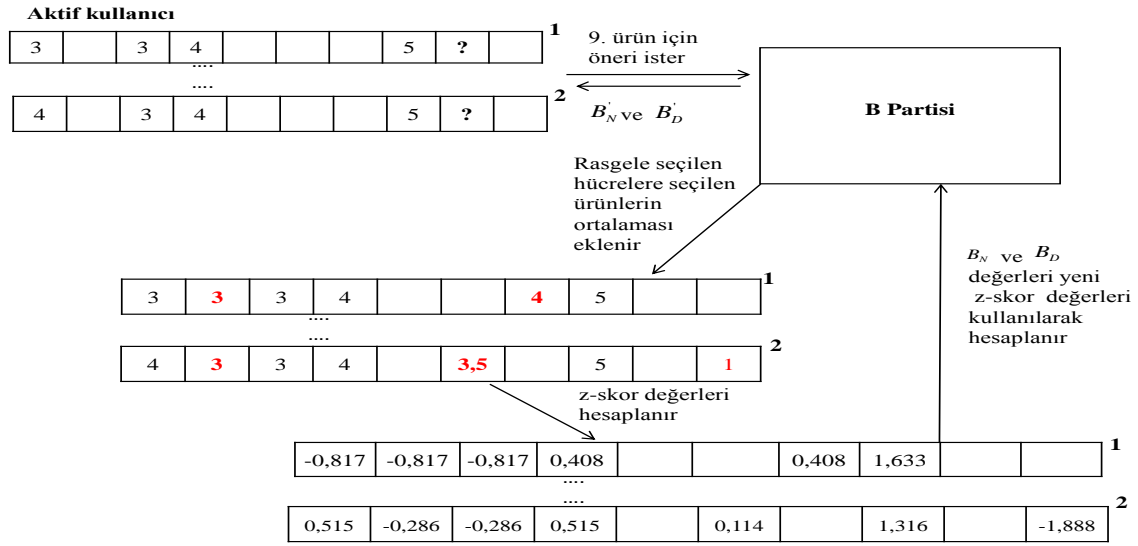 Aktif kullanıcı
3 3 4 5 ? 1
....
....
4 3 4 5 ? 2
9. ürün için
öneri ister
B'N ve B'D
B Partisi
Rasgele seçilen
hücrelere seçilen
ürünlerin
ortalaması
eklenir
3 3 3 4 4 5 1
....
....
4 3 3 4 3,5 5 1 2
z-skor değerleri
hesaplanır
BN ve BD
değerleri yeni
z-skor değerleri
kullanılarak
hesaplanır
-0,817 -0,817 -0,817 0,408 0,408 1,633 1
....
....
0,515 -0,286 -0,286 0,515 0,114 1,316 -1,888 2